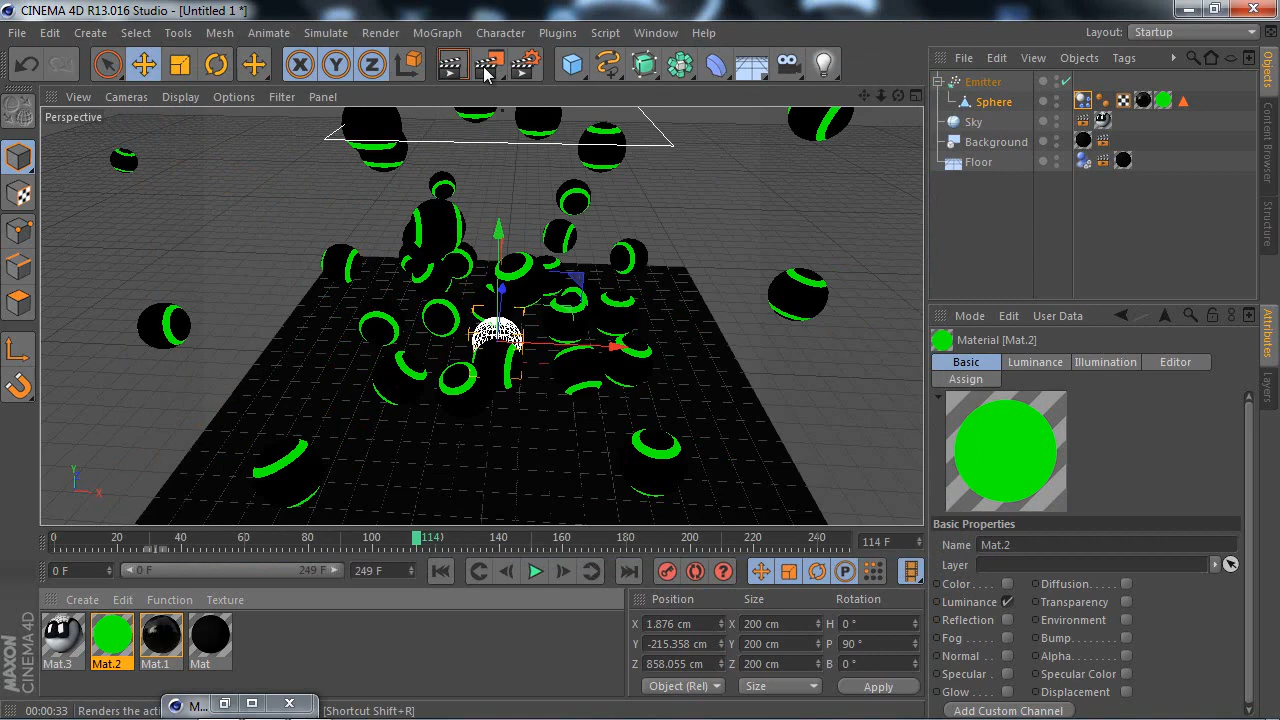 CINEMA 4D R13.016 Studio - [Untitled 1 *]
File Edit Create Select Tools Mesh Animate Simulate Render MoGraph Character Plugins Script Window Help
Layout: Startup
X Y Z
View Cameras Display Options Filter Panel
Perspective
Y
X
File Edit View Objects Tags
Emitter
Sphere
Sky
Background
Floor
Objects
Content Browser
Structure
Mode Edit User Data
Material [Mat.2]
Basic Luminance Illumination Editor
Assign
Attributes
Layers
Basic Properties
Name Mat.2
Layer
Color Diffusion
Luminance Transparency
Reflection Environment
Fog Bump
Normal Alpha
Specular Specular Color
Glow Displacement
Add Custom Channel
0 20 40 60 80 100 114 140 160 180 200 220 240
114 F
0 F 0 F 249 F 249 F
P
Create Edit Function Texture
Mat.3 Mat.2 Mat.1 Mat
Position Size Rotation
X 1.876 cm X 200 cm H 0 °
Y -215.358 cm Y 200 cm P 90 °
Z 858.055 cm Z 200 cm B 0 °
Object (Rel) Size Apply
MAXON
CINEMA 4D
M...
00:00:33 Renders the acti [Shortcut Shift+R]